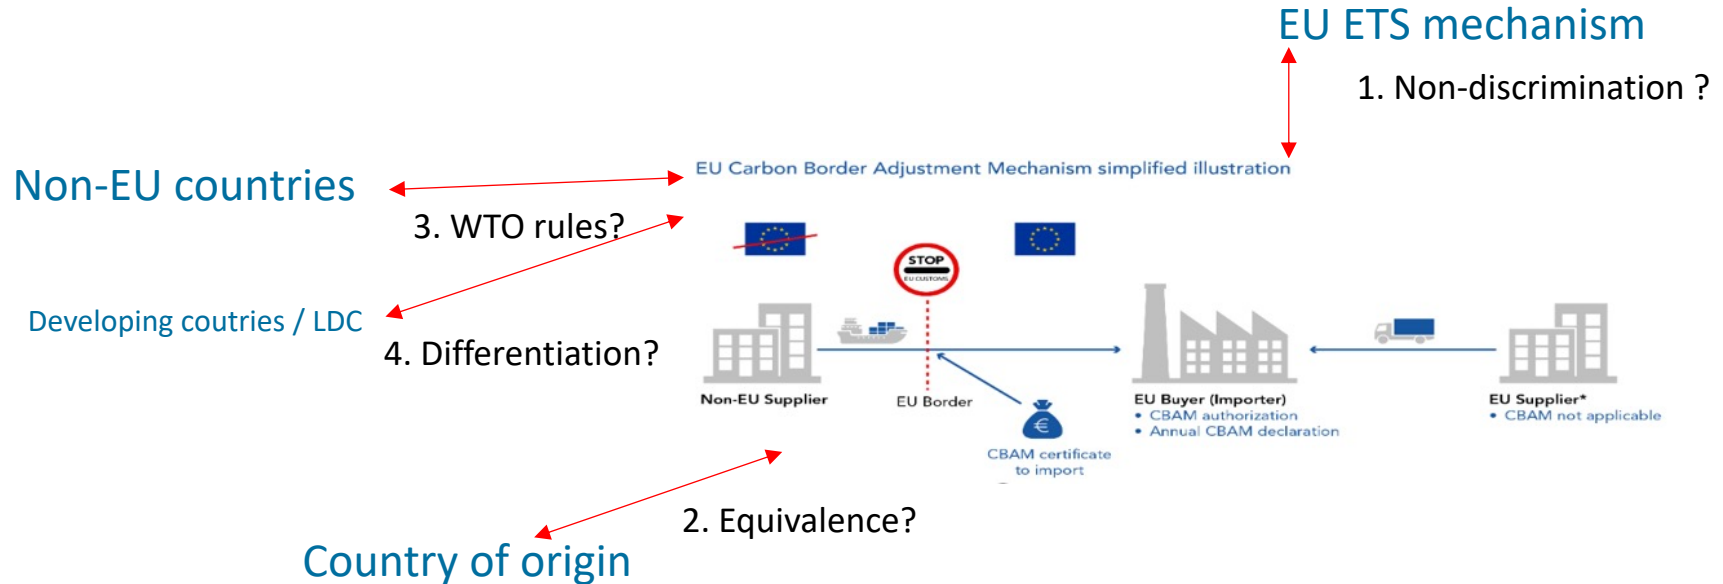 EU ETS mechanism
1. Non-discrimination ?
EU Carbon Border Adjustment Mechanism simplified illustration
Non-EU countries
3. WTO rules?
STOP
EU CUSTOMS
Developing coutries / LDC
4. Differentiation?
Non-EU Supplier
EU Border
EU Buyer (Importer)
• CBAM authorization
• Annual CBAM declaration
EU Supplier*
• CBAM not applicable
€
CBAM certificate
to import
2. Equivalence?
Country of origin